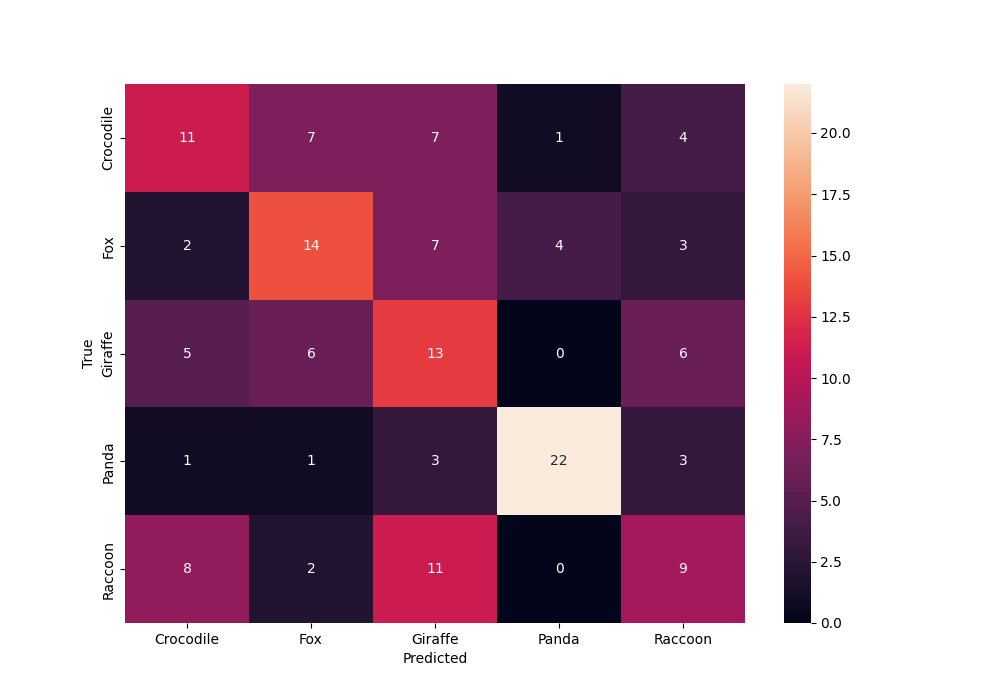 Crocodile
11 7 7 1 4
Fox
2 14 7 4 3
True
Giraffe
5 6 13 0 6
Panda
1 1 3 22 3
Raccoon
8 2 11 0 9
Crocodile Fox Giraffe Panda Raccoon
Predicted
20.0
17.5
15.0
12.5
10.0
7.5
5.0
2.5
0.0